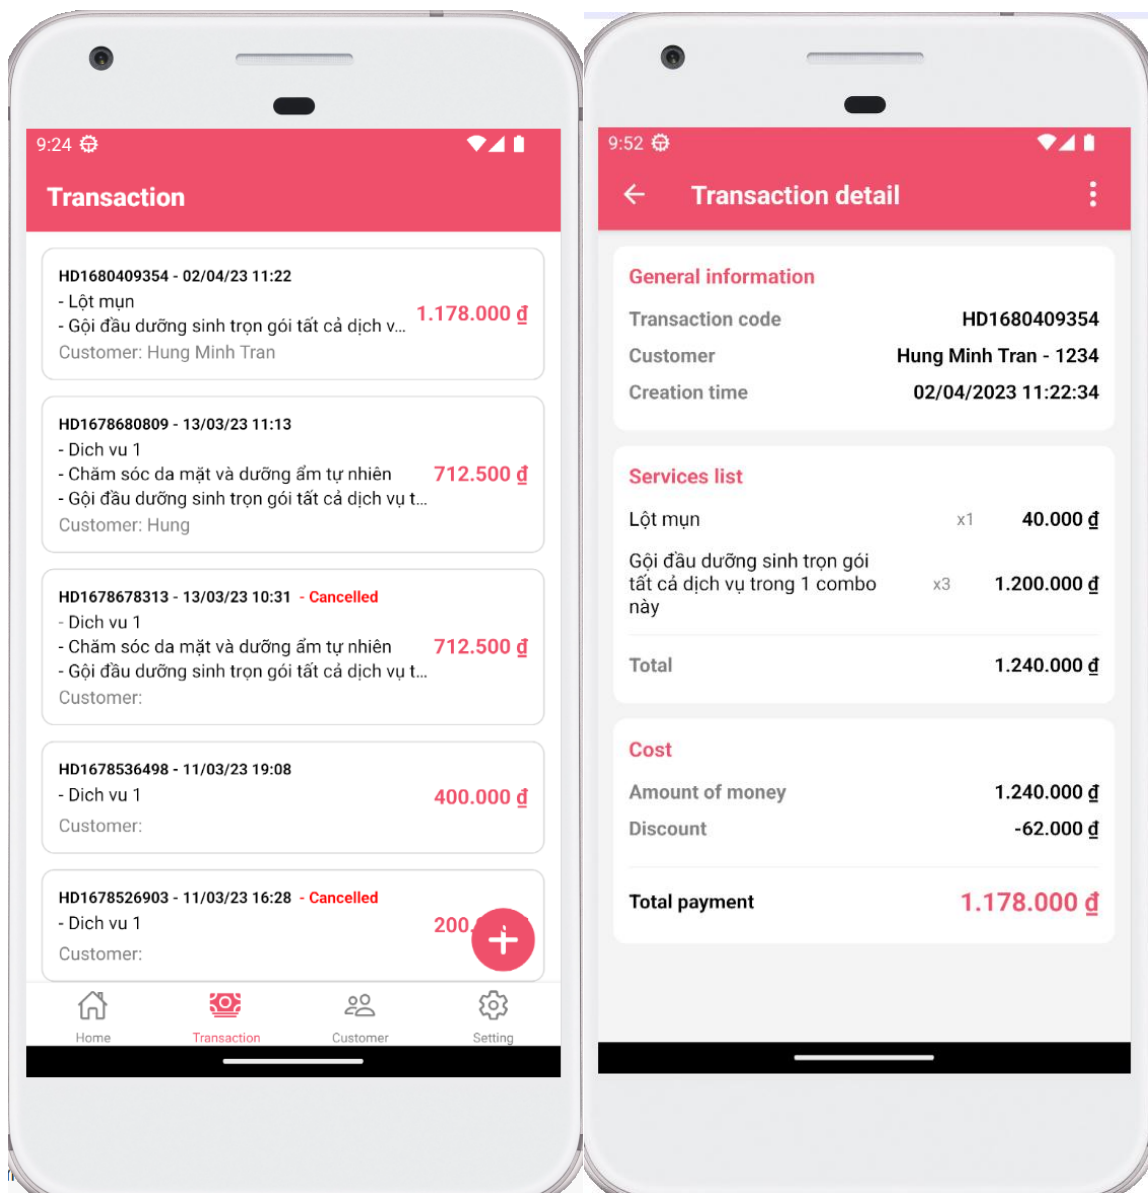 9:24
Transaction
HD1680409354 - 02/04/23 11:22
- Lột mụn
- Gội đầu dưỡng sinh trọn gói tất cả dịch v...
1.178.000 ₫
Customer: Hung Minh Tran
HD1678680809 - 13/03/23 11:13
- Dich vu 1
- Chăm sóc da mặt và dưỡng ẩm tự nhiên
712.500 ₫
- Gội đầu dưỡng sinh trọn gói tất cả dịch vụ t...
Customer: Hung
HD1678678313 - 13/03/23 10:31 - Cancelled
- Dich vu 1
- Chăm sóc da mặt và dưỡng ẩm tự nhiên
712.500 ₫
- Gội đầu dưỡng sinh trọn gói tất cả dịch vụ t...
Customer:
HD1678536498 - 11/03/23 19:08
- Dich vu 1
400.000 ₫
Customer:
HD1678526903 - 11/03/23 16:28 - Cancelled
- Dich vu 1
200.
Customer:
Home
Transaction
Customer
Setting
9:52
Transaction detail
General information
Transaction code HD1680409354
Customer Hung Minh Tran - 1234
Creation time 02/04/2023 11:22:34
Services list
Lột mụn x1 40.000 ₫
Gội đầu dưỡng sinh trọn gói
tất cả dịch vụ trong 1 combo x3 1.200.000 ₫
này
Total 1.240.000 ₫
Cost
Amount of money 1.240.000 ₫
Discount -62.000 ₫
Total payment 1.178.000 ₫